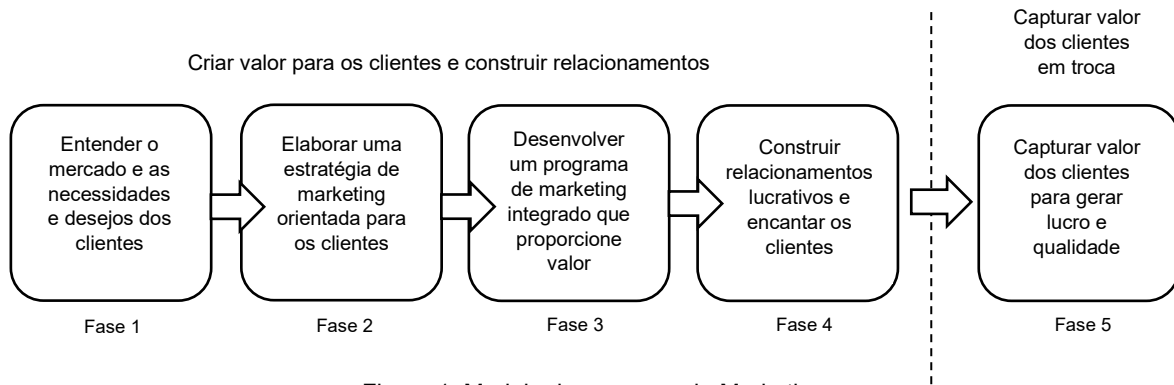 Capturar valor
dos clientes
em troca
Criar valor para os clientes e construir relacionamentos
Entender o
mercado e as
necessidades
e desejos dos
clientes
Elaborar uma
estratégia de
marketing
orientada para
os clientes
Desenvolver
um programa
de marketing
integrado que
proporcione
valor
Construir
relacionamentos
lucrativos e
encantar os
clientes
Capturar valor
dos clientes
para gerar
lucro e
qualidade
Fase 1
Fase 2
Fase 3
Fase 4
Fase 5